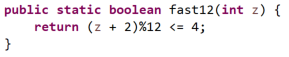 public static boolean fast12(int z) {
    return (z + 2)%12 <= 4;
}